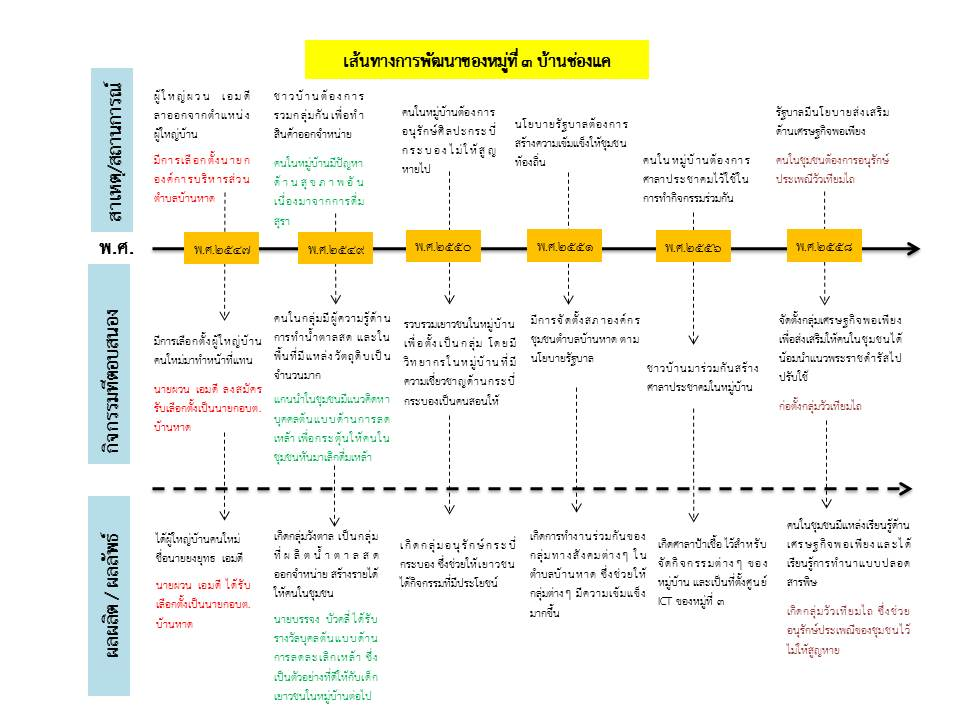 เส้นทางการพัฒนาของหมู่ที่ ๓ บ้านช่องแค
สาเหตุ/สถานการณ์
ผู้ใหญ่ผวน เอมดี
ลาออกจากตำแหน่ง
ผู้ใหญ่บ้าน
มีการเลือกตั้งนายก
องค์การบริหารส่วน
ตำบลบ้านหาด
ชาวบ้านต้องการ
รวมกลุ่มกันเพื่อทำ
สินค้าออกจำหน่าย
คนในหมู่บ้านมีปัญหา
ด้านสุขภาพอัน
เนื่องมาจากการดื่ม
สุรา
คนในหมู่บ้านต้องการ
อนุรักษ์ศิลปะกระบี่
กระบองไม่ให้สูญ
หายไป
นโยบายรัฐบาลต้องการ
สร้างความเข้มแข็งให้ชุมชน
ท้องถิ่น
คนในหมู่บ้านต้องการ
ศาลาประชาคมไว้ใช้ใน
การทำกิจกรรมร่วมกัน
รัฐบาลมีนโยบายส่งเสริม
ด้านเศรษฐกิจพอเพียง
คนในชุมชนต้องการอนุรักษ์
ประเพณีวัวเทียมไถ
พ.ศ.
พ.ศ.๒๕๔๗
พ.ศ.๒๕๔๙
พ.ศ.๒๕๕๐
พ.ศ.๒๕๕๑
พ.ศ.๒๕๕๖
พ.ศ.๒๕๕๘
กิจกรรมที่ตอบสนอง
มีการเลือกตั้งผู้ใหญ่บ้าน
คนใหม่มาทำหน้าที่แทน
นายผวน เอมดี ลงสมัคร
รับเลือกตั้งเป็นนายกอบต.
บ้านหาด
คนในกลุ่มมีผู้ความรู้ด้าน
การทำน้ำตาลสด และใน
พื้นที่มีแหล่งวัตถุดิบเป็น
จำนวนมาก
แกนนำในชุมชนมีแนวคิดหา
บุคคลต้นแบบด้านการลด
เหล้า เพื่อกระตุ้นให้คนใน
ชุมชนหันมาเลิกดื่มเหล้า
รวบรวมเยาวชนในหมู่บ้าน
เพื่อตั้งเป็นกลุ่ม โดยมี
วิทยากรในหมู่บ้านที่มี
ความเชี่ยวชาญด้านกระบี่
กระบองเป็นคนสอนให้
มีการจัดตั้งสภาองค์กร
ชุมชนตำบลบ้านหาด ตาม
นโยบายรัฐบาล
ชาวบ้านมาร่วมกันสร้าง
ศาลาประชาคมในหมู่บ้าน
จัดตั้งกลุ่มเศรษฐกิจพอเพียง
เพื่อส่งเสริมให้คนในชุมชนได้
น้อมนำแนวพระราชดำรัสไป
ปรับใช้
ก่อตั้งกลุ่มวัวเทียมไถ
ผลผลิต / ผลลัพธ์
ได้ผู้ใหญ่บ้านคนใหม่
ชื่อนายยงยุทธ เอมดี
นายผวน เอมดี ได้รับ
เลือกตั้งเป็นนายกอบต.
บ้านหาด
เกิดกลุ่มวังตาล เป็นกลุ่ม
ที่ผลิตน้ำตาลสด
ออกจำหน่าย สร้างรายได้
ให้คนในชุมชน
นายบรรจง บัวคลี่ ได้รับ
รางวัลบุคคลต้นแบบด้าน
การลดละเลิกเหล้า ซึ่ง
เป็นตัวอย่างที่ดีให้กับเด็ก
เยาวชนในหมู่บ้านต่อไป
เกิดกลุ่มอนุรักษ์กระบี่
กระบอง ซึ่งช่วยให้เยาวชน
ได้กิจกรรมที่มีประโยชน์
เกิดการทำงานร่วมกันของ
กลุ่มทางสังคมต่างๆ ใน
ตำบลบ้านหาด ซึ่งช่วยให้
กลุ่มต่างๆ มีความเข้มแข็ง
มากขึ้น
เกิดศาลาป้าเชื้อ ไว้สำหรับ
จัดกิจกรรมต่างๆ ของ
หมู่บ้าน และเป็นที่ตั้งศูนย์
ICT ของหมู่ที่ ๓
คนในชุมชนมีแหล่งเรียนรู้ด้าน
เศรษฐกิจพอเพียงและได้
เรียนรู้การทำนาแบบปลอด
สารพิษ
เกิดกลุ่มวัวเทียมไถ ซึ่งช่วย
อนุรักษ์ประเพณีของชุมชนไว้
ไม่ให้สูญหาย